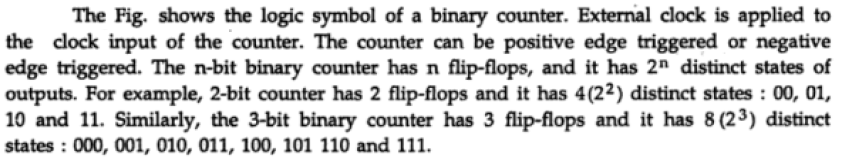 The Fig. shows the logic symbol of a binary counter. External clock is applied to
the clock input of the counter. The counter can be positive edge triggered or negative
edge triggered. The n-bit binary counter has n flip-flops, and it has 2ⁿ distinct states of
outputs. For example, 2-bit counter has 2 flip-flops and it has 4(2²) distinct states : 00, 01,
10 and 11. Similarly, the 3-bit binary counter has 3 flip-flops and it has 8(2³) distinct
states : 000, 001, 010, 011, 100, 101 110 and 111.